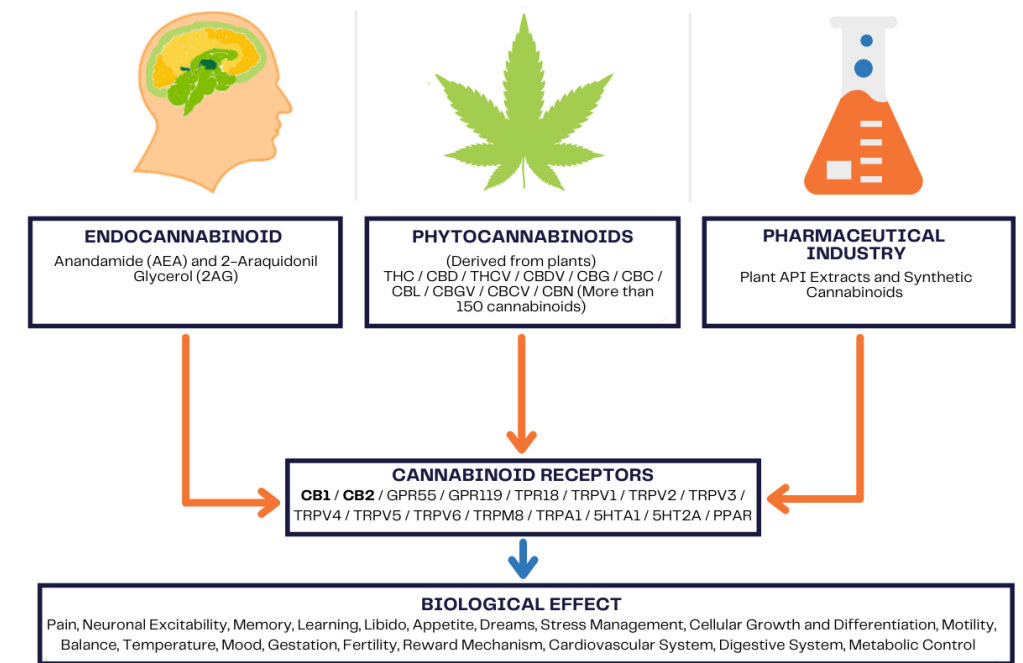 ENDOCANNABINOID
Anandamide (AEA) and 2-Araquidonil
Glycerol (2AG)
PHYTOCANNABINOIDS
(Derived from plants)
THC / CBD / THCV / CBDV / CBG / CBC /
CBL / CBGV / CBCV / CBN (More than
150 cannabinoids)
PHARMACEUTICAL
INDUSTRY
Plant API Extracts and Synthetic
Cannabinoids
CANNABINOID RECEPTORS
CB1 / CB2 / GPR55 / GPR119 / TPR18 / TRPV1 / TRPV2 / TRPV3 /
TRPV4 / TRPV5 / TRPV6 / TRPM8 / TRPA1 / 5HTA1 / 5HT2A / PPAR
BIOLOGICAL EFFECT
Pain, Neuronal Excitability, Memory, Learning, Libido, Appetite, Dreams, Stress Management, Cellular Growth and Differentiation, Motility,
Balance, Temperature, Mood, Gestation, Fertility, Reward Mechanism, Cardiovascular System, Digestive System, Metabolic Control